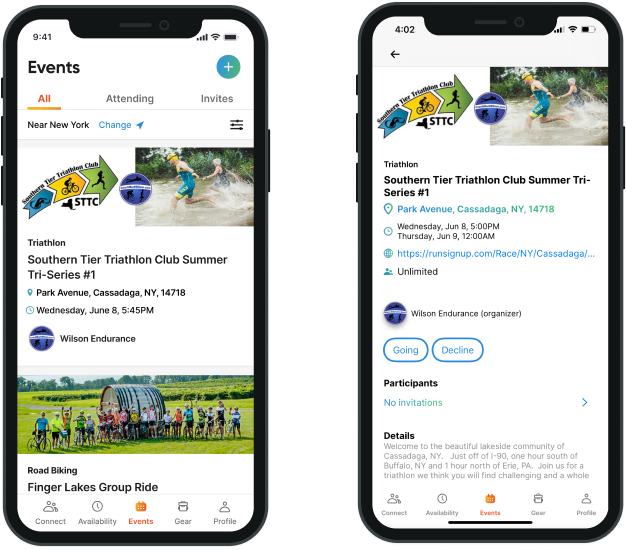 9:41
Events
+
All
Attending
Invites
Near New York
Change
Southern Tier Triathlon Club
STTC
Triathlon
Southern Tier Triathlon Club Summer
Tri-Series #1
Park Avenue, Cassadaga, NY, 14718
Wednesday, June 8, 5:45PM
Wilson Endurance
Road Biking
Finger Lakes Group Ride
Connect
Availability
Events
Gear
Profile
4:02
Southern Tier Triathlon Club
STTC
Triathlon
Southern Tier Triathlon Club Summer Tri-
Series #1
Park Avenue, Cassadaga, NY, 14718
Wednesday, Jun 8, 5:00PM
Thursday, Jun 9, 12:00AM
https://runsignup.com/Race/NY/Cassadaga/...
Unlimited
Wilson Endurance (organizer)
Going
Decline
Participants
No invitations
Details
Welcome to the beautiful lakeside community of
Cassadaga, NY. Just off of I-90, one hour south of
Buffalo, NY and 1 hour north of Erie, PA. Join us for a
triathlon we think you will find challenging and a whole
Connect
Availability
Events
Gear
Profile